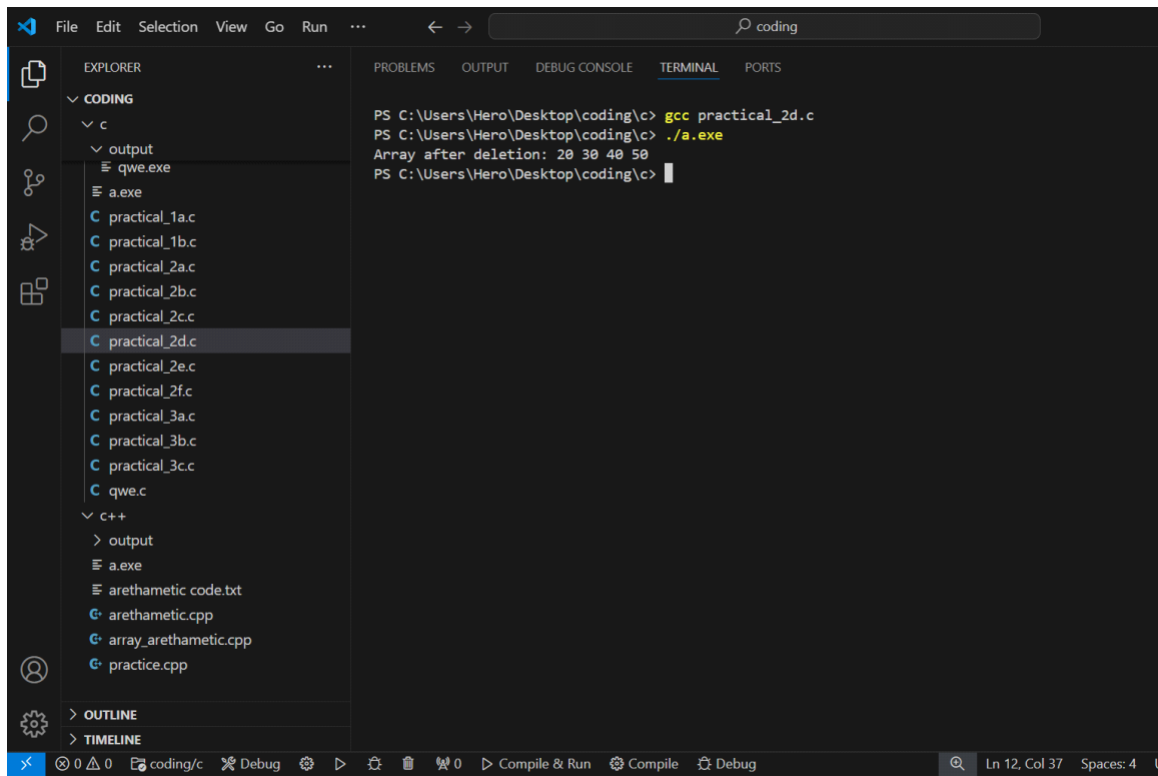 File Edit Selection View Go Run ··· ← → coding
EXPLORER ···
CODING
c
output
qwe.exe
a.exe
C practical_1a.c
C practical_1b.c
C practical_2a.c
C practical_2b.c
C practical_2c.c
C practical_2d.c
C practical_2e.c
C practical_2f.c
C practical_3a.c
C practical_3b.c
C practical_3c.c
C qwe.c
c++
output
a.exe
arethametic code.txt
arethametic.cpp
array_arethametic.cpp
practice.cpp
OUTLINE
TIMELINE
PROBLEMS OUTPUT DEBUG CONSOLE TERMINAL PORTS
PS C:\Users\Hero\Desktop\coding\c> gcc practical_2d.c
PS C:\Users\Hero\Desktop\coding\c> ./a.exe
Array after deletion: 20 30 40 50
PS C:\Users\Hero\Desktop\coding\c>
0 0 coding/c Debug 0 Compile & Run Compile Debug Ln 12, Col 37 Spaces: 4